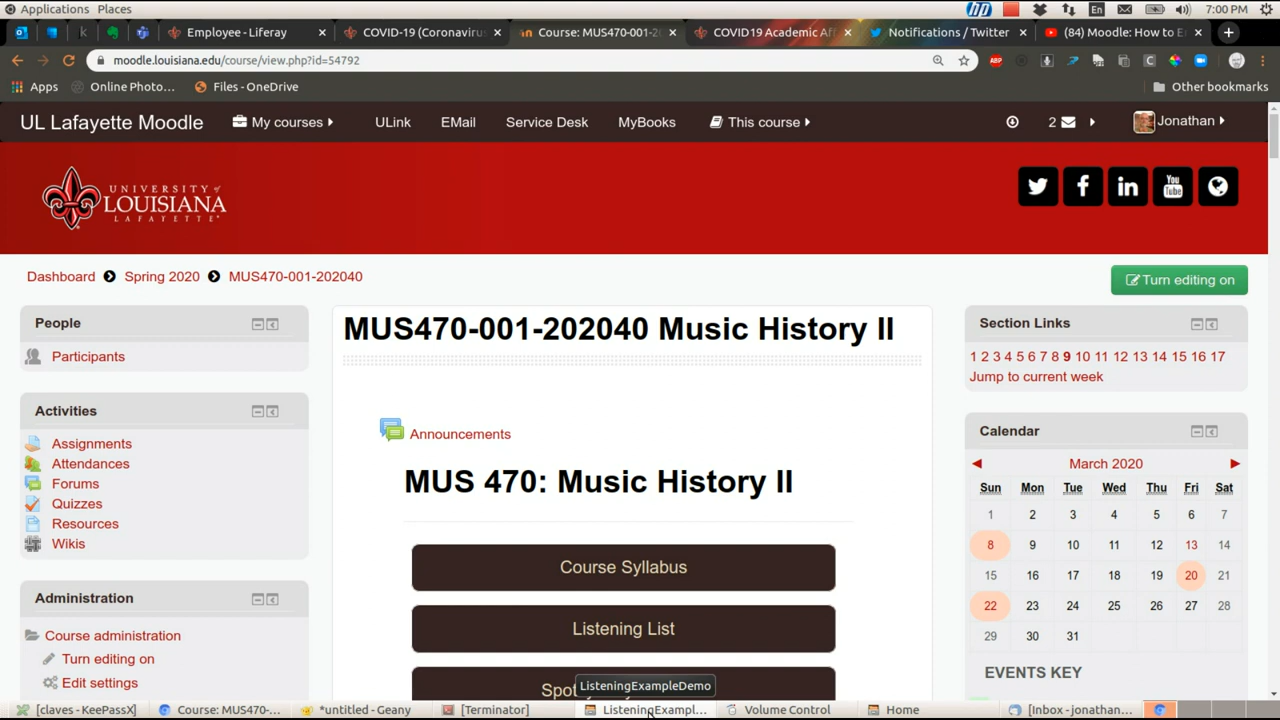 Applications Places
En 7:00 PM
Employee - Liferay
COVID-19 (Coronavirus
Course: MUS470-001-2
COVID19 Academic Aff
Notifications / Twitter
(84) Moodle: How to E
moodle.louisiana.edu/course/view.php?id=54792
ABP
Apps Online Photo... Files - OneDrive Other bookmarks
UL Lafayette Moodle My courses ULink EMail Service Desk MyBooks This course 2 Jonathan
UNIVERSITY of
LOUISIANA
LAFAYETTE
You
Tube
Dashboard Spring 2020 MUS470-001-202040
Turn editing on
People
Participants
Activities
Assignments
Attendances
Forums
Quizzes
Resources
Wikis
Administration
Course administration
Turn editing on
Edit settings
MUS470-001-202040 Music History II
Announcements
MUS 470: Music History II
Course Syllabus
Listening List
Spot
ListeningExampleDemo
Section Links
1 2 3 4 5 6 7 8 9 10 11 12 13 14 15 16 17
Jump to current week
Calendar
March 2020
Sun Mon Tue Wed Thu Fri Sat
1 2 3 4 5 6 7
8 9 10 11 12 13 14
15 16 17 18 19 20 21
22 23 24 25 26 27 28
29 30 31
EVENTS KEY
[claves - KeePassX] Course: MUS470-... *untitled - Geany [Terminator] ListeningExampl... Volume Control Home [Inbox - jonathan...